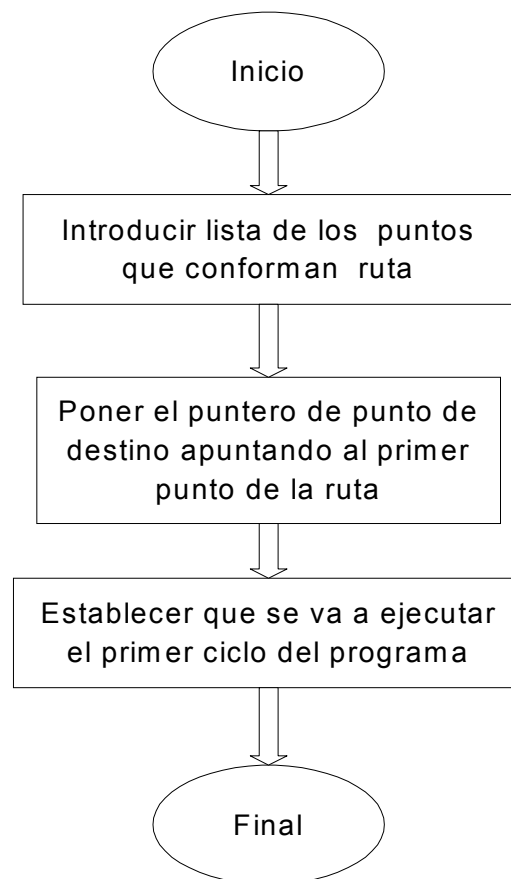 Inicio
Introducir lista de los puntos
que conforman ruta
Poner el puntero de punto de
destino apuntando al primer
punto de la ruta
Establecer que se va a ejecutar
el primer ciclo del programa
Final